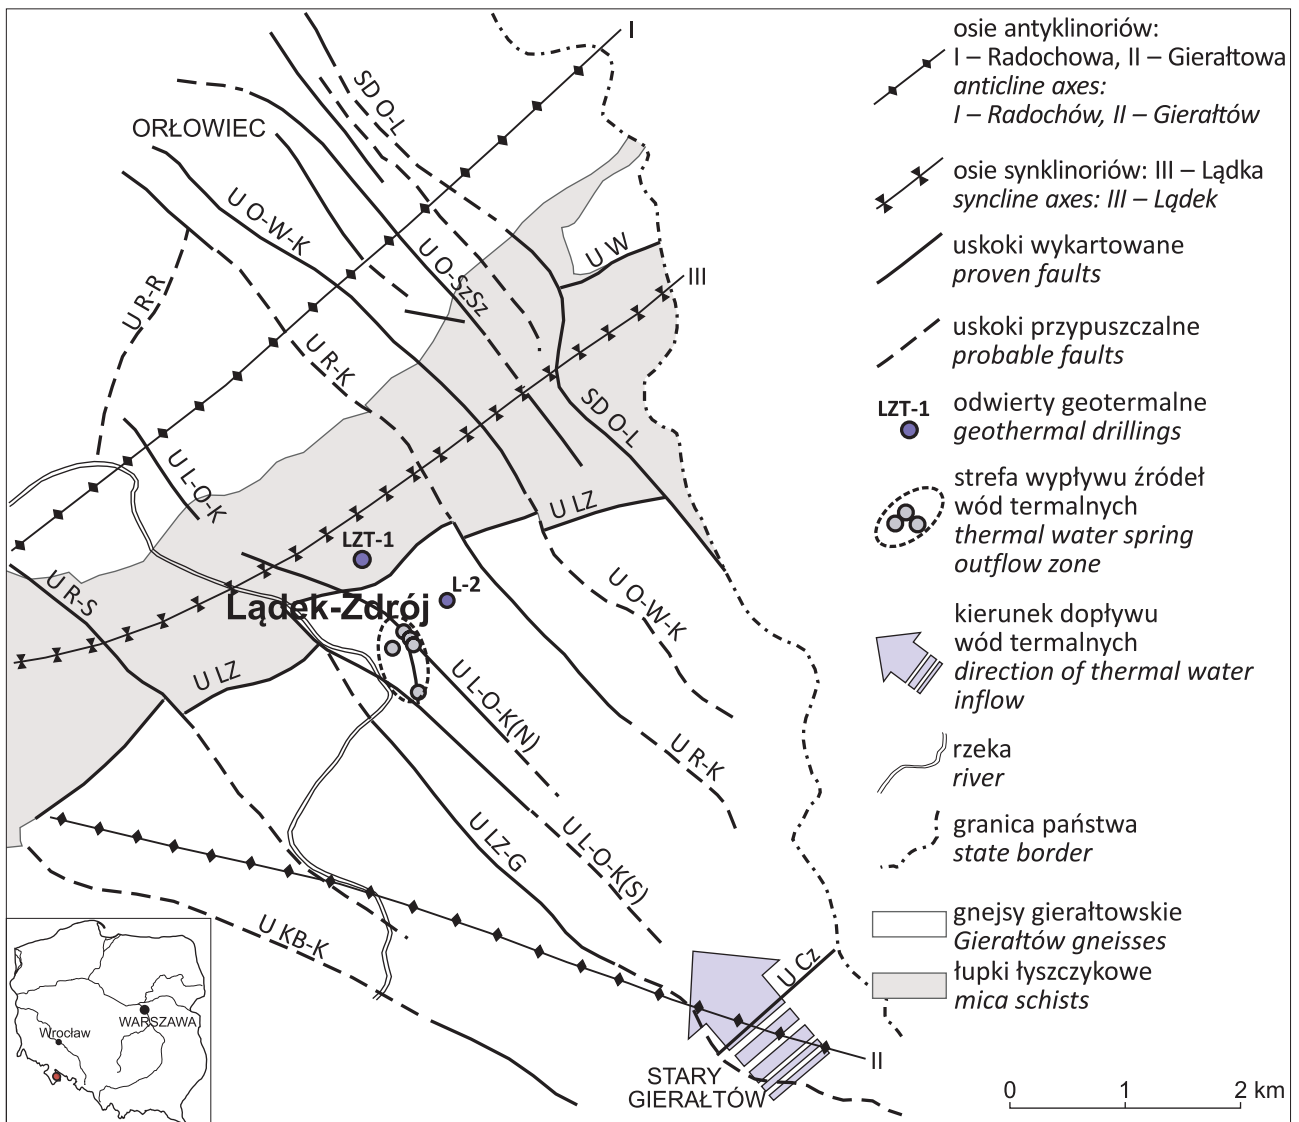 I
SD O-L
ORŁOWIEC
U O-W-K
U O-SzSz
U W
III
U R-R
U R-K
SD O-L
U L-O-K
U LZ
LZT-1
L-2
U R-S
Lądek-Zdrój
U O-W-K
U LZ
U L-O-K(N)
U R-K
U LZ-G
U L-O-K(S)
U KB-K
U Cz
II
STARY
GIERAŁTÓW
WARSZAWA
Wrocław
osie antyklinoriów:
I – Radochowa, II – Gierałtowa
anticline axes:
I – Radochów, II – Gierałtów
osie synklinoriów: III – Lądka
syncline axes: III – Lądek
uskoki wykartowane
proven faults
uskoki przypuszczalne
probable faults
LZT-1
odwierty geotermalne
geothermal drillings
strefa wypływu źródeł
wód termalnych
thermal water spring
outflow zone
kierunek dopływu
wód termalnych
direction of thermal water
inflow
rzeka
river
granica państwa
state border
gnejsy gierałtowskie
Gierałtów gneisses
łupki łyszczykowe
mica schists
0 1 2 km